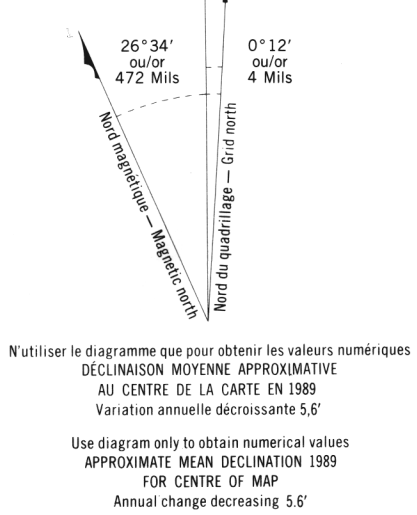 26°34′
ou/or
472 Mils
0°12′
ou/or
4 Mils
Nord magnétique — Magnetic north
Nord du quadrillage — Grid north
N'utiliser le diagramme que pour obtenir les valeurs numériques
DÉCLINAISON MOYENNE APPROXIMATIVE
AU CENTRE DE LA CARTE EN 1989
Variation annuelle décroissante 5,6′
Use diagram only to obtain numerical values
APPROXIMATE MEAN DECLINATION 1989
FOR CENTRE OF MAP
Annual change decreasing 5.6′